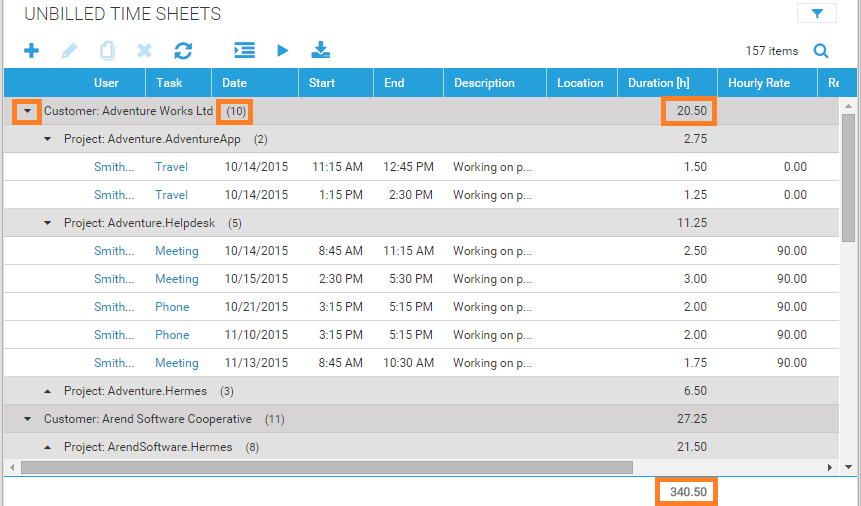 UNBILLED TIME SHEETS
157 items
User Task Date Start End Description Location Duration [h] Hourly Rate Re
Customer: Adventure Works Ltd (10) 20.50
Project: Adventure.AdventureApp (2) 2.75
Smith... Travel 10/14/2015 11:15 AM 12:45 PM Working on p... 1.50 0.00
Smith... Travel 10/14/2015 1:15 PM 2:30 PM Working on p... 1.25 0.00
Project: Adventure.Helpdesk (5) 11.25
Smith... Meeting 10/14/2015 8:45 AM 11:15 AM Working on p... 2.50 90.00
Smith... Meeting 10/15/2015 2:30 PM 5:30 PM Working on p... 3.00 90.00
Smith... Phone 10/21/2015 3:15 PM 5:15 PM Working on p... 2.00 90.00
Smith... Phone 11/10/2015 3:15 PM 5:15 PM Working on p... 2.00 90.00
Smith... Meeting 11/13/2015 8:45 AM 10:30 AM Working on p... 1.75 90.00
Project: Adventure.Hermes (3) 6.50
Customer: Arend Software Cooperative (11) 27.25
Project: ArendSoftware.Hermes (8) 21.50
340.50